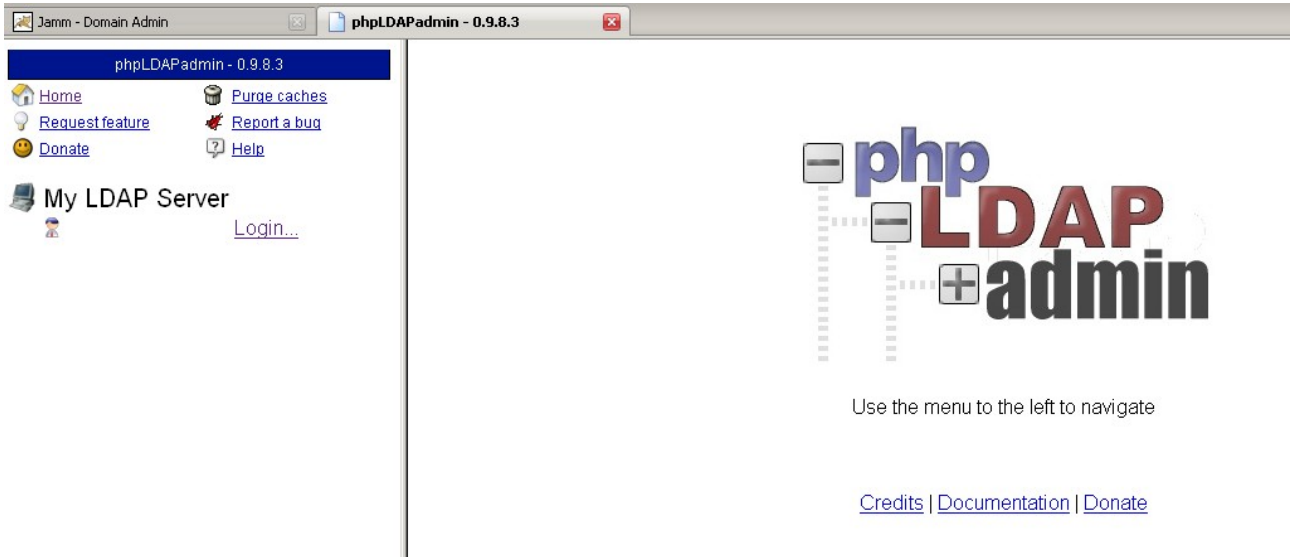 Jamm - Domain Admin phpLDAPadmin - 0.9.8.3
phpLDAPadmin - 0.9.8.3
Home Purge caches
Request feature Report a bug
Donate Help
My LDAP Server
Login...
php
LDAP
admin
Use the menu to the left to navigate
Credits | Documentation | Donate